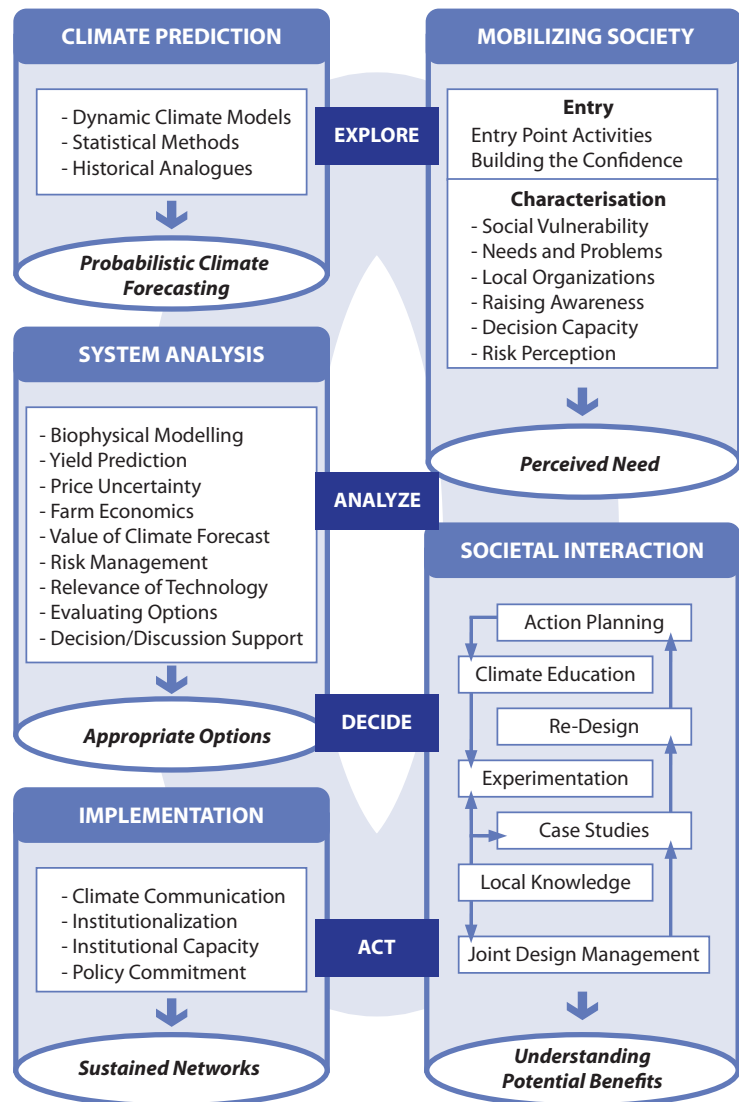 CLIMATE PREDICTION
- Dynamic Climate Models
- Statistical Methods
- Historical Analogues
Probabilistic Climate
Forecasting
EXPLORE
MOBILIZING SOCIETY
Entry
Entry Point Activities
Building the Confidence
Characterisation
- Social Vulnerability
- Needs and Problems
- Local Organizations
- Raising Awareness
- Decision Capacity
- Risk Perception
Perceived Need
SYSTEM ANALYSIS
- Biophysical Modelling
- Yield Prediction
- Price Uncertainty
- Farm Economics
- Value of Climate Forecast
- Risk Management
- Relevance of Technology
- Evaluating Options
- Decision/Discussion Support
Appropriate Options
ANALYZE
DECIDE
SOCIETAL INTERACTION
Action Planning
Climate Education
Re-Design
Experimentation
Case Studies
Local Knowledge
Joint Design Management
Understanding
Potential Benefits
IMPLEMENTATION
- Climate Communication
- Institutionalization
- Institutional Capacity
- Policy Commitment
Sustained Networks
ACT